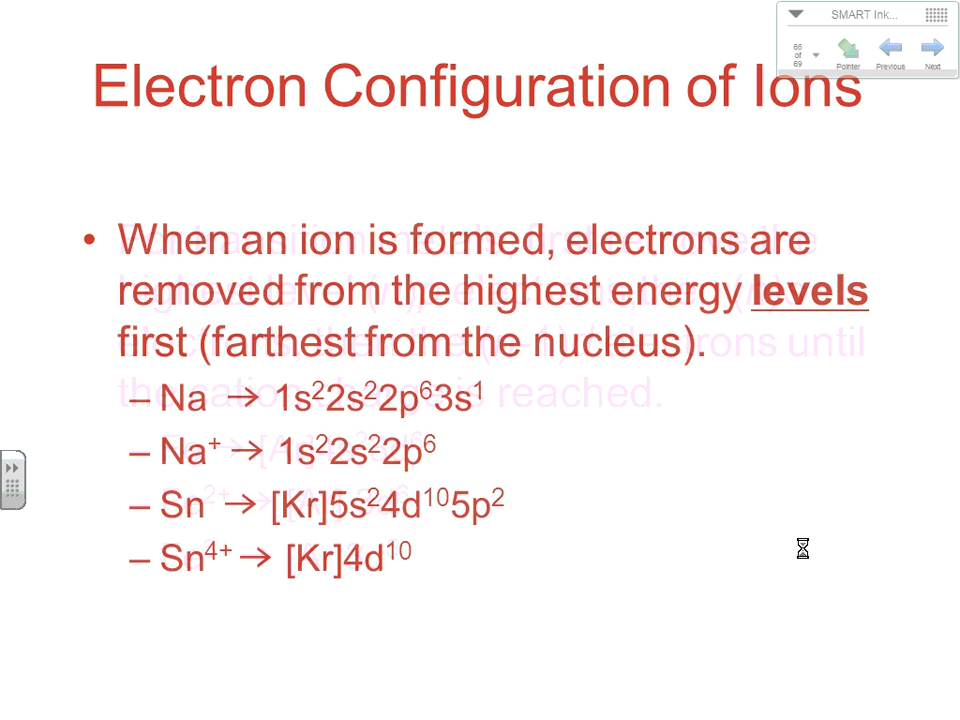 SMART Ink...
66
of
69
Pointer
Previous
Next
Electron Configuration of Ions
• When an ion is formed, electrons are
removed from the highest energy levels
first (farthest from the nucleus).
– Na → 1s²2s²2p⁶3s¹
– Na⁺ → 1s²2s²2p⁶
– Sn → [Kr]5s²4d¹⁰5p²
– Sn⁴⁺ → [Kr]4d¹⁰